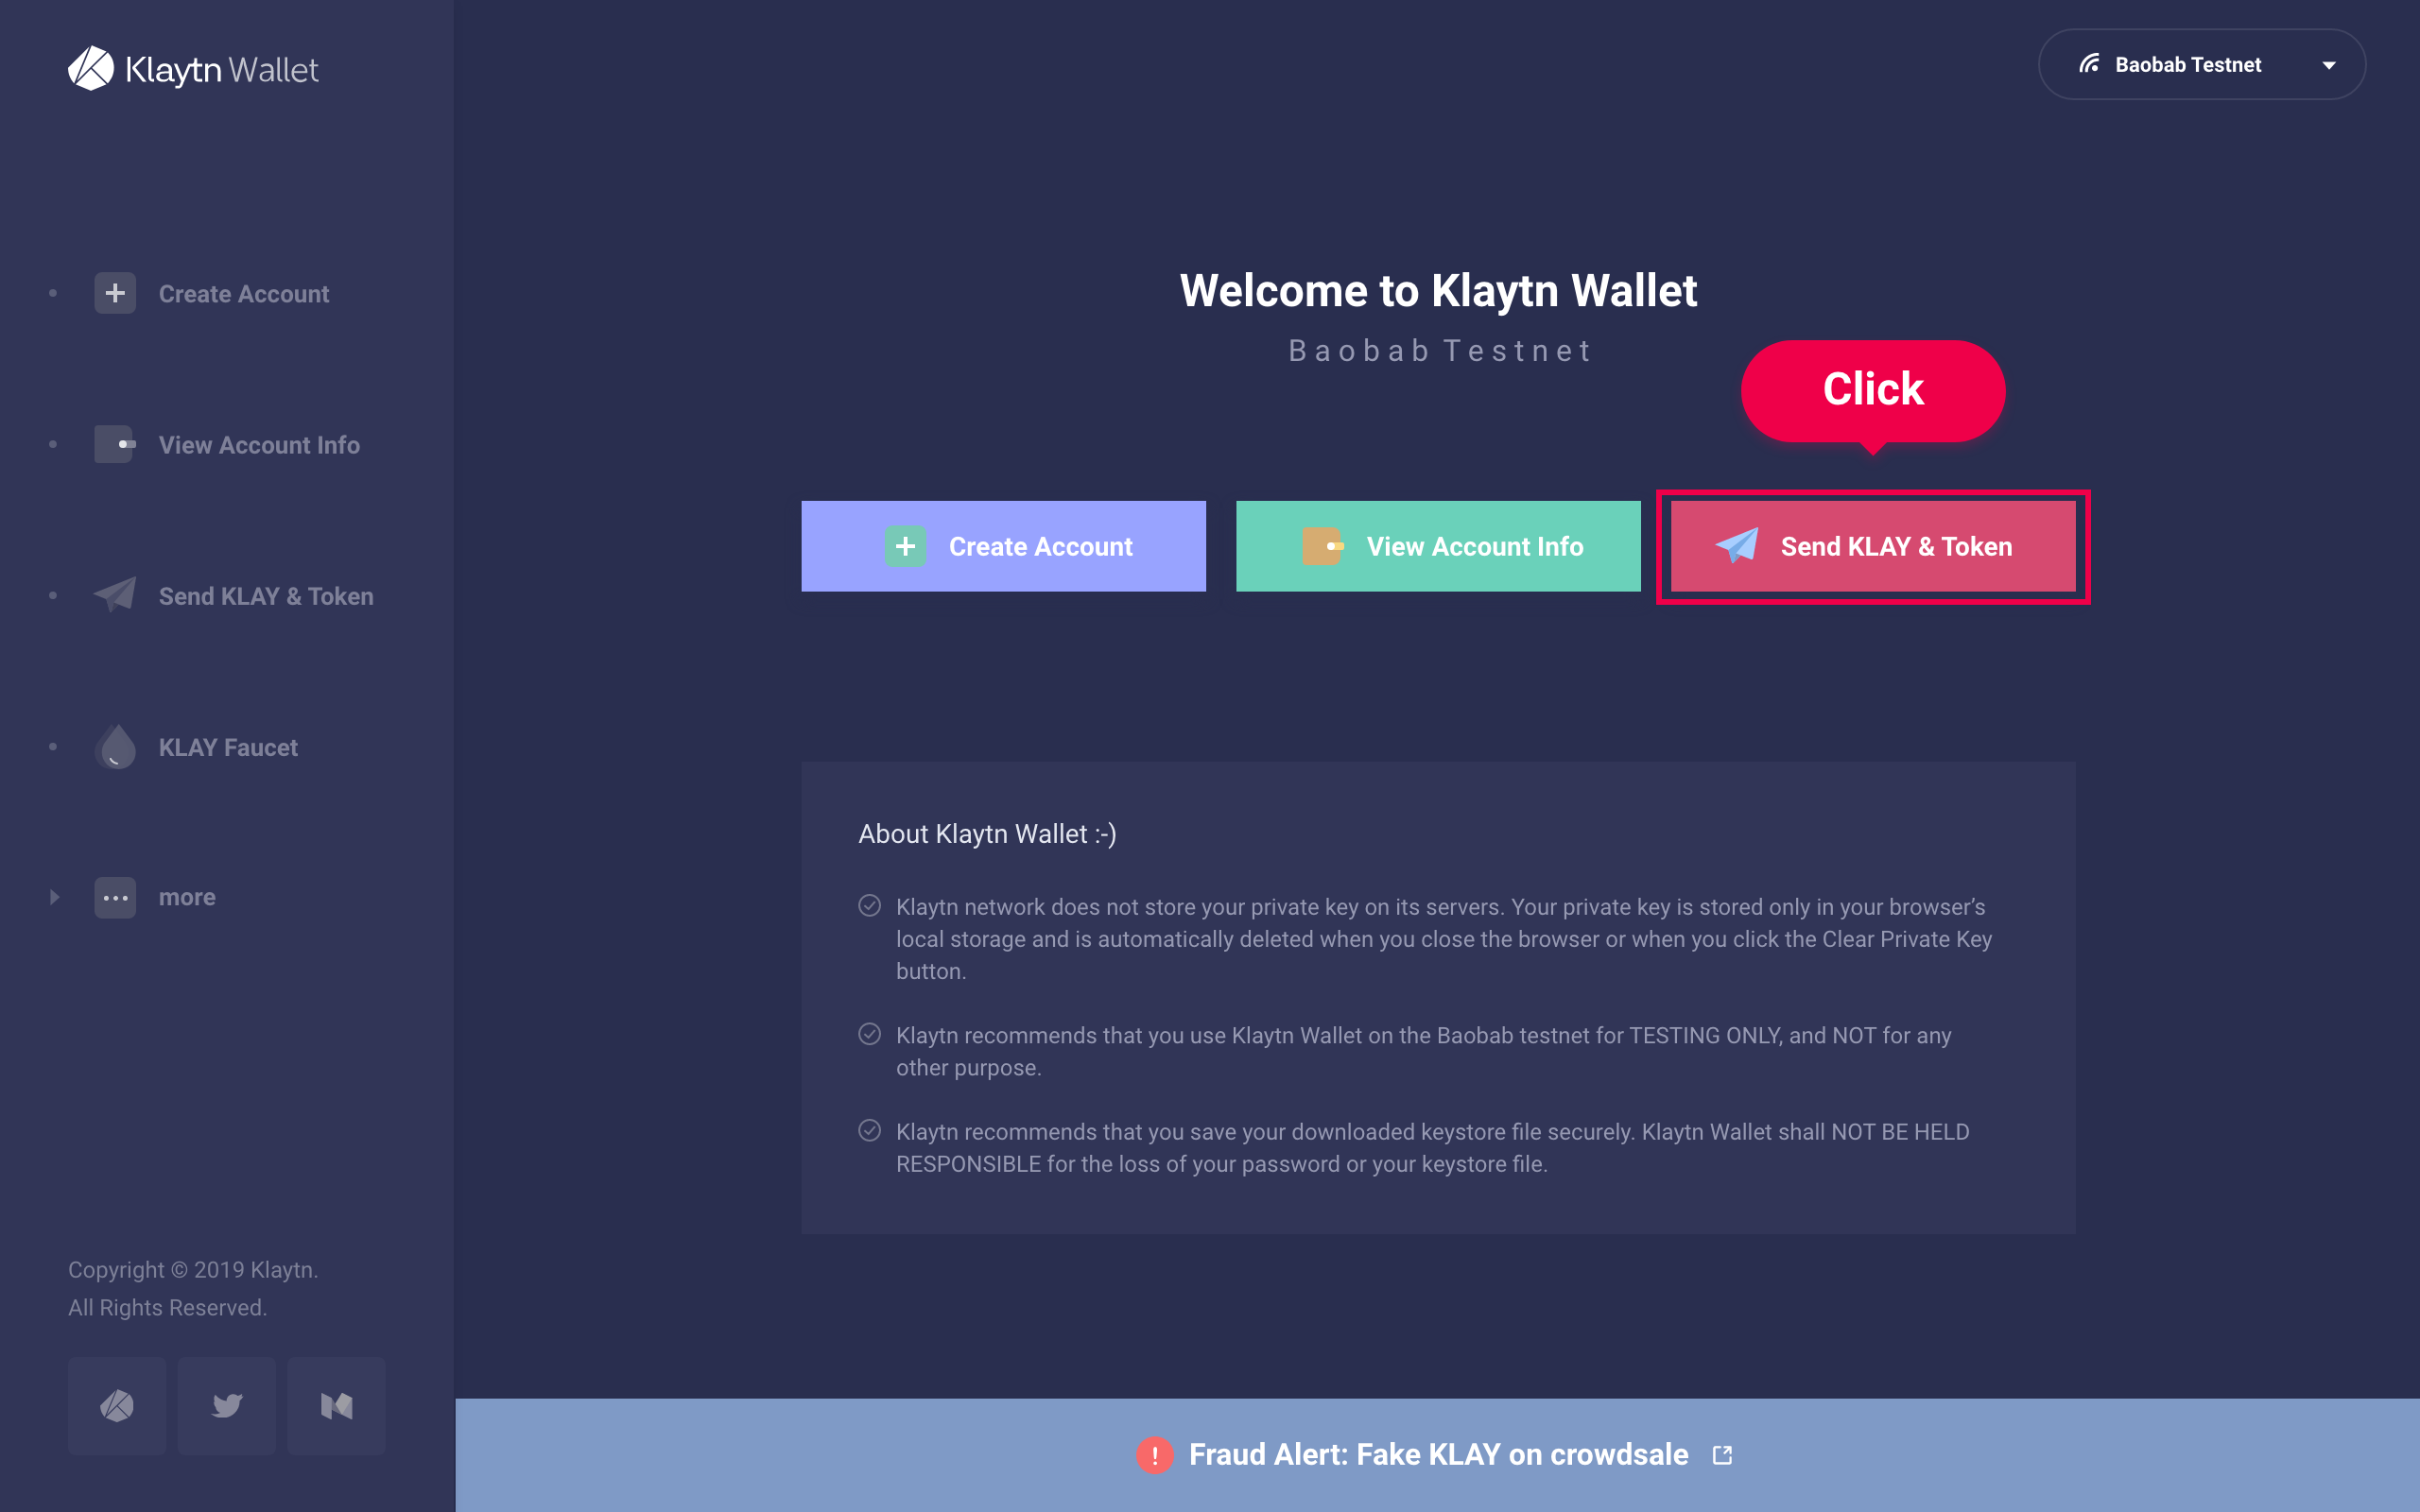 Klaytn Wallet
Baobab Testnet
Create Account
View Account Info
Send KLAY & Token
KLAY Faucet
more
Copyright © 2019 Klaytn.
All Rights Reserved.
Welcome to Klaytn Wallet
Baobab Testnet
Click
Create Account
View Account Info
Send KLAY & Token
About Klaytn Wallet :-)
Klaytn network does not store your private key on its servers. Your private key is stored only in your browser’s
local storage and is automatically deleted when you close the browser or when you click the Clear Private Key
button.
Klaytn recommends that you use Klaytn Wallet on the Baobab testnet for TESTING ONLY, and NOT for any
other purpose.
Klaytn recommends that you save your downloaded keystore file securely. Klaytn Wallet shall NOT BE HELD
RESPONSIBLE for the loss of your password or your keystore file.
Fraud Alert: Fake KLAY on crowdsale